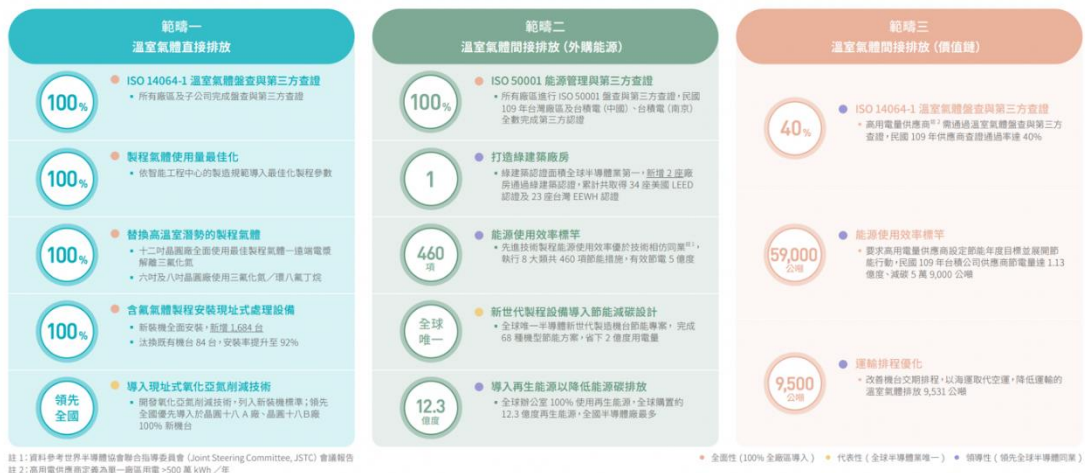 範疇一
溫室氣體直接排放
100%
ISO 14064-1 溫室氣體盤查與第三方查證
• 所有廠區及子公司完成盤查與第三方查證
100%
製程氣體使用量最佳化
• 依智能工程中心的製造規範導入最佳化製程參數
100%
替換高溫室潛勢的製程氣體
• 十二吋晶圓廠全面使用最佳製程氣體—遠端電漿
解離三氟化氮
• 六吋及八吋晶圓廠使用三氟化氮／環八氟丁烷
100%
含氟氣體製程安裝現址式處理設備
• 新裝機全面安裝,新增 1,684 台
• 汰換既有機台 84 台,安裝率提升至 92%
領先
全國
導入現址式氧化亞氮削減技術
• 開發氧化亞氮削減技術,列入新裝機標準;領先
全國優先導入於晶圓十八 A 廠、晶圓十八B廠
100% 新機台
範疇二
溫室氣體間接排放 (外購能源)
100%
ISO 50001 能源管理與第三方查證
• 所有廠區進行 ISO 50001 盤查與第三方查證,民國
109 年台灣廠區及台積電 (中國) 、台積電 (南京)
全數完成第三方認證
1
打造綠建築廠房
• 綠建築認證面積全球半導體業第一,新增 2 座廠
房通過綠建築認證,累計共取得 34 座美國 LEED
認證及 23 座台灣 EEWH 認證
460
項
能源使用效率標竿
• 先進技術製程能源使用效率優於技術相仿同業註1,
執行 8 大類共 460 項節能措施,有效節電 5 億度
全球
唯一
新世代製程設備導入節能減碳設計
• 全球唯一半導體新世代製造機台節能專案, 完成
68 種機型節能方案,省下 2 億度用電量
12.3
億度
導入再生能源以降低能源碳排放
• 全球辦公室 100% 使用再生能源,全球購置約
12.3 億度再生能源,全國半導體廠最多
範疇三
溫室氣體間接排放 (價值鏈)
40%
ISO 14064-1 溫室氣體盤查與第三方查證
• 高用電量供應商註2 需通過溫室氣體盤查與第三方
查證,民國 109 年供應商查證通過率達 40%
59,000
公噸
能源使用效率標竿
• 要求高用電量供應商設定節能年度目標並展開節
能行動,民國 109 年台積公司供應商節電量達 1.13
億度、減碳 5 萬 9,000 公噸
9,500
公噸
運輸排程優化
• 改善機台交期排程,以海運取代空運,降低運輸的
溫室氣體排放 9,531 公噸
註 1:資料參考世界半導體協會聯合指導委員會 (Joint Steering Committee, JSTC) 會議報告
註 2:高用電供應商定義為單一廠區用電 >500 萬 kWh ／年
• 全面性 (100% 全廠區導入) • 代表性 (全球半導體業唯一) • 領導性 (領先全球半導體同業)